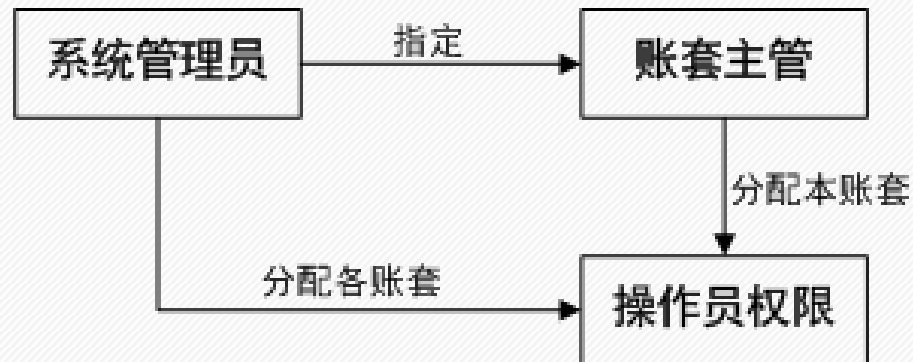 系统管理员
指定
账套主管
分配本账套
分配各账套
操作员权限